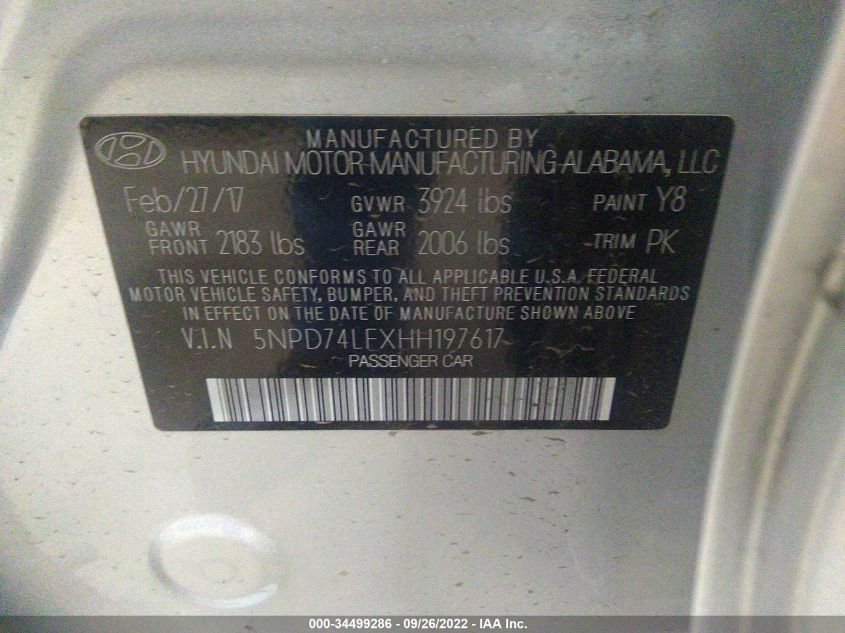 MANUFACTURED BY
HYUNDAI MOTOR MANUFACTURING ALABAMA, LLC
Feb/27/17 GVWR 3924 lbs PAINT Y8
GAWR FRONT 2183 lbs GAWR REAR 2006 lbs TRIM PK
THIS VEHICLE CONFORMS TO ALL APPLICABLE U.S.A. FEDERAL
MOTOR VEHICLE SAFETY, BUMPER, AND THEFT PREVENTION STANDARDS
IN EFFECT ON THE DATE OF MANUFACTURE SHOWN ABOVE
V.I.N 5NPD74LFXHH197617
PASSENGER CAR
000-34499286 - 09/26/2022 - IAA Inc.